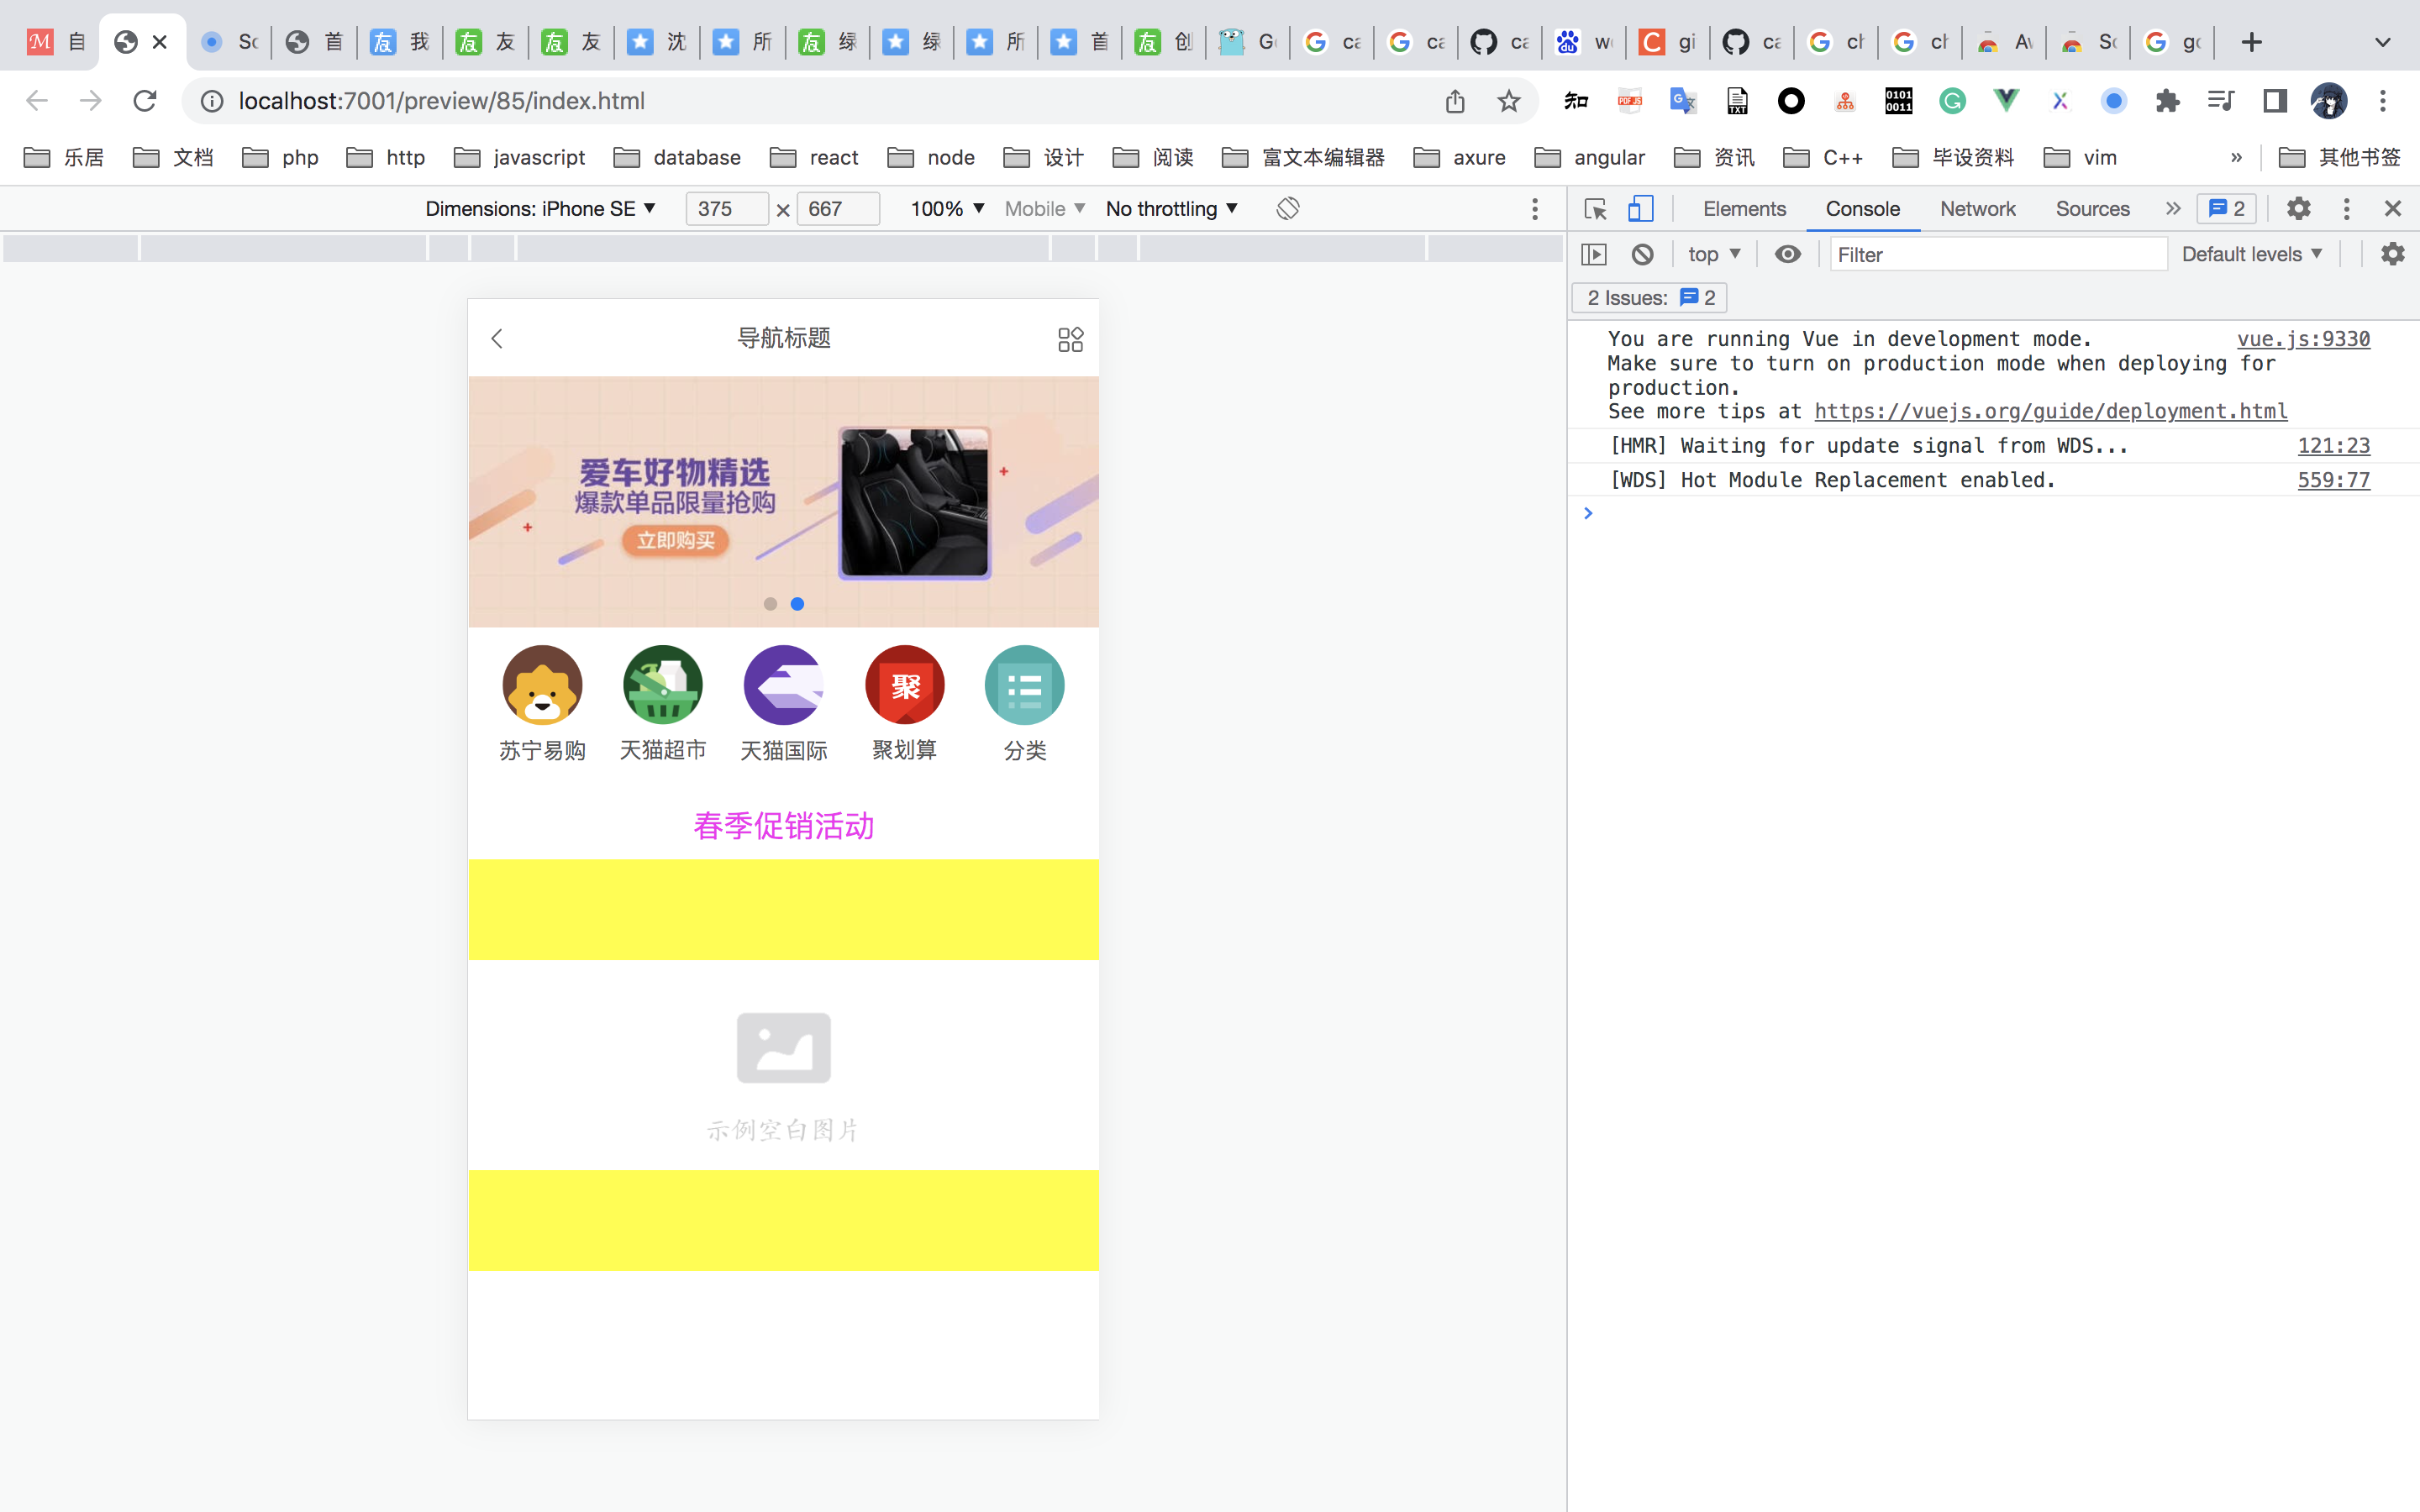 自
Sc
首
我
友
友
沈
所
绿
绿
所
首
创
G
ca
ca
ca
gi
ca
ch
ch
Sc
localhost:7001/preview/85/index.html
乐居 文档 php http javascript database react node 设计 阅读 富文本编辑器 axure angular 资讯 C++ 毕设资料 vim » 其他书签
Dimensions: iPhone SE ▼ 375 × 667 100% ▼ Mobile ▼ No throttling ▼
Elements Console Network Sources » 2
top ▼ Filter Default levels ▼
2 Issues: 2
导航标题
爱车好物精选
爆款单品限量抢购
立即购买
聚
苏宁易购 天猫超市 天猫国际 聚划算 分类
春季促销活动
示例空白图片
You are running Vue in development mode. vue.js:9330
Make sure to turn on production mode when deploying for
production.
See more tips at https://vuejs.org/guide/deployment.html
[HMR] Waiting for update signal from WDS... 121:23
[WDS] Hot Module Replacement enabled. 559:77